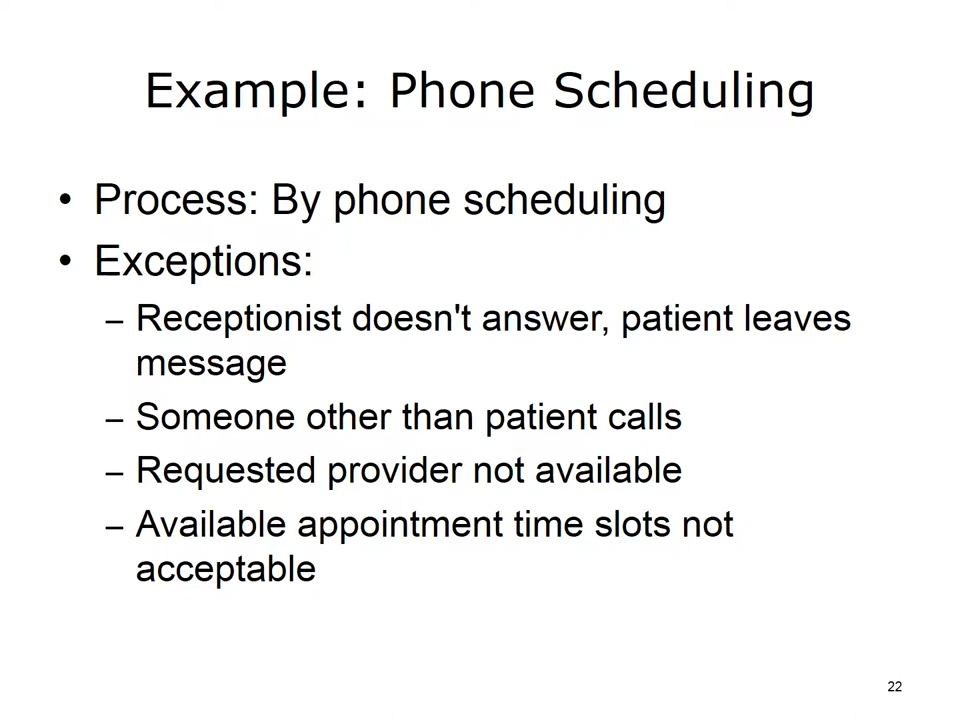 Example: Phone Scheduling
• Process: By phone scheduling
• Exceptions:
– Receptionist doesn't answer, patient leaves
message
– Someone other than patient calls
– Requested provider not available
– Available appointment time slots not
acceptable
22